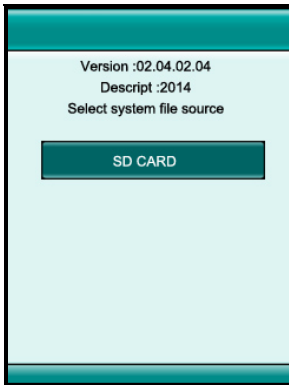 Version :02.04.02.04
Descript :2014
Select system file source
SD CARD